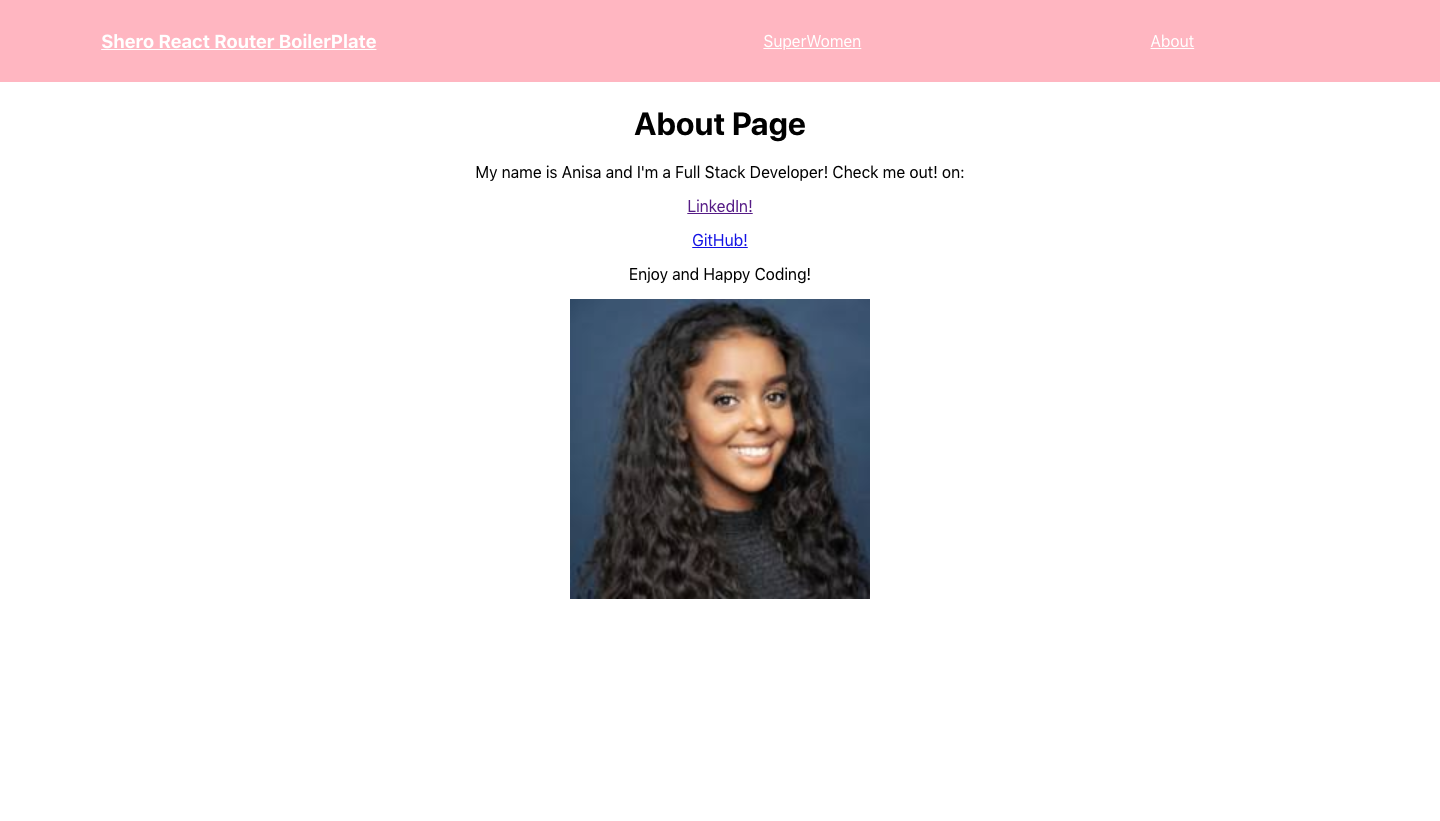 Shero React Router BoilerPlate SuperWomen About
About Page
My name is Anisa and I'm a Full Stack Developer! Check me out! on:
LinkedIn!
GitHub!
Enjoy and Happy Coding!